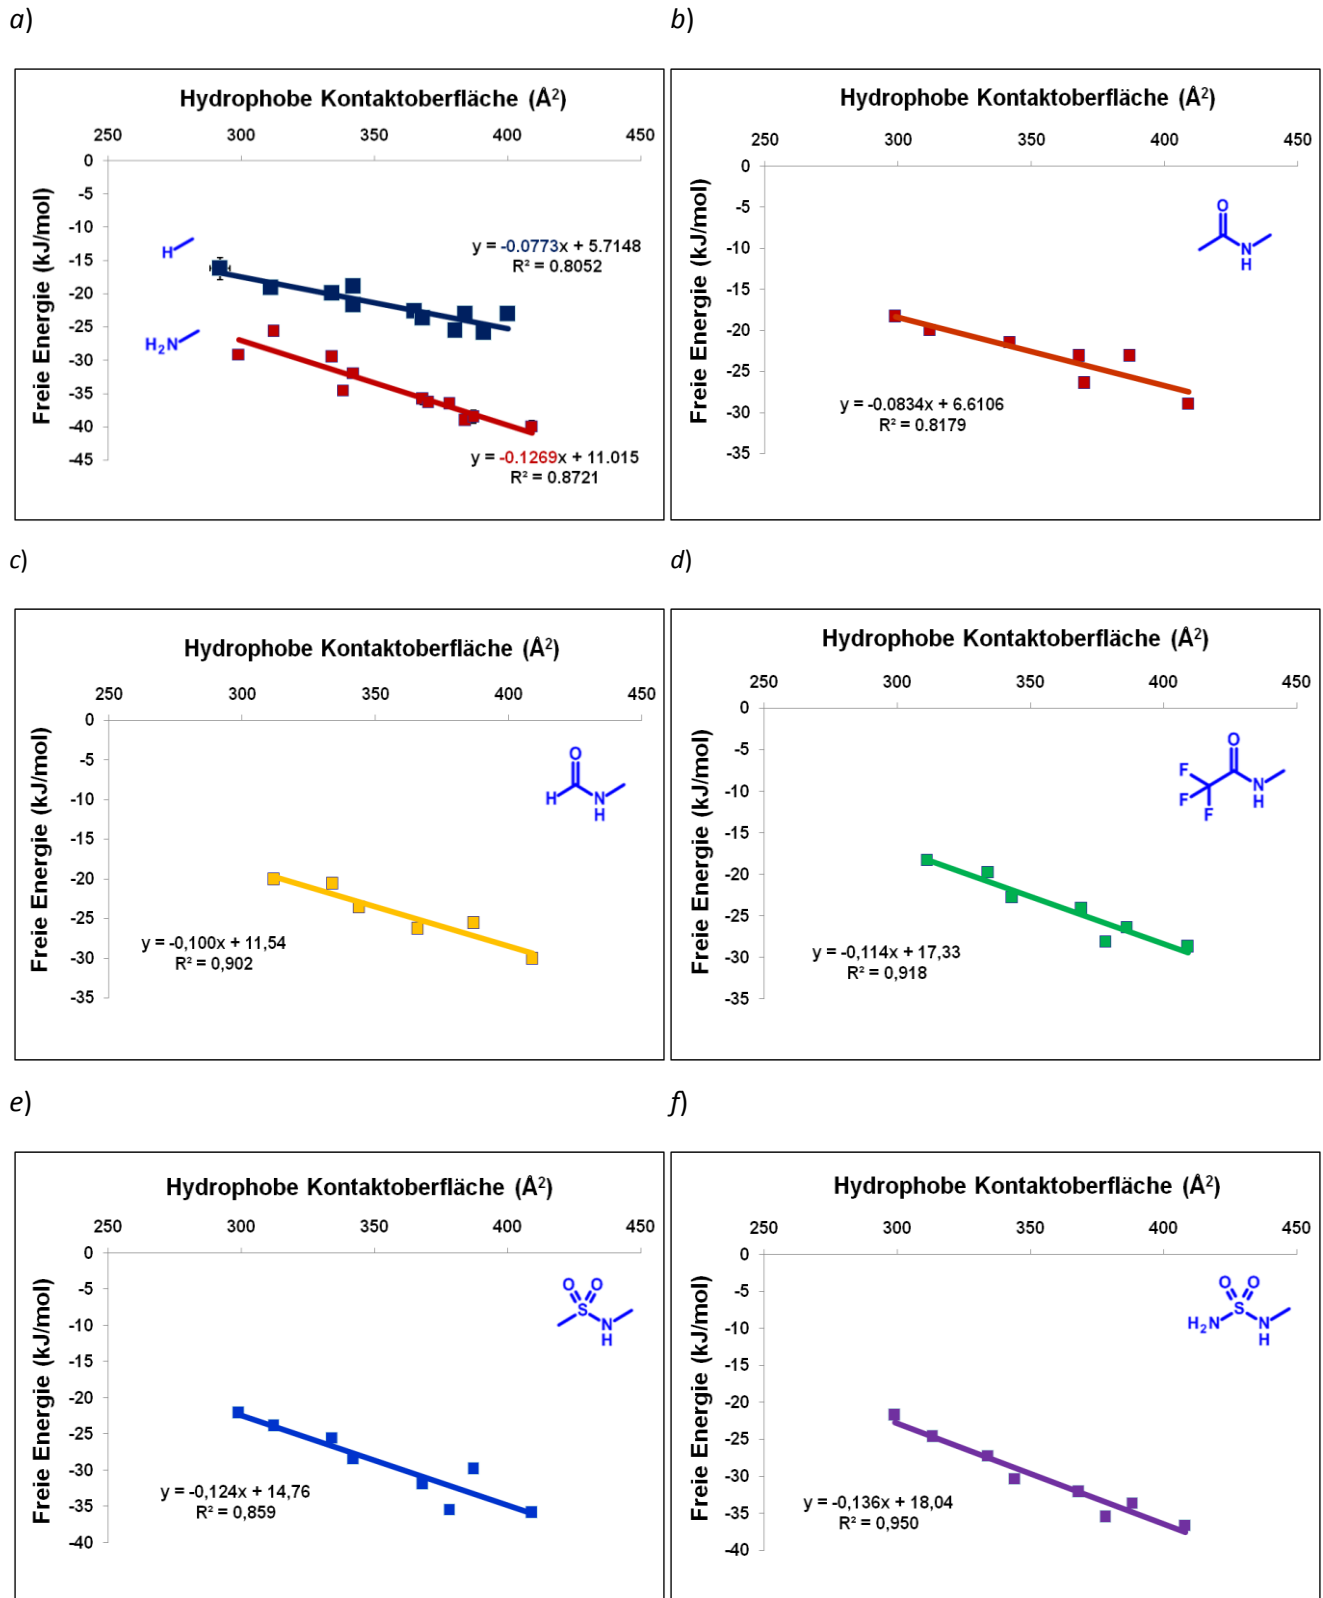 a)
Hydrophobe Kontaktoberfläche (Å²)
250 300 350 400 450
Freie Energie (kJ/mol)
0
-5
-10
-15
-20
-25
-30
-35
-40
-45
H
H₂N
y = -0.0773x + 5.7148
R² = 0.8052
y = -0.1269x + 11.015
R² = 0.8721
b)
Hydrophobe Kontaktoberfläche (Å²)
250 300 350 400 450
Freie Energie (kJ/mol)
0
-5
-10
-15
-20
-25
-30
-35
O
N
H
y = -0.0834x + 6.6106
R² = 0.8179
c)
Hydrophobe Kontaktoberfläche (Å²)
250 300 350 400 450
Freie Energie (kJ/mol)
0
-5
-10
-15
-20
-25
-30
-35
O
H N
H
y = -0,100x + 11,54
R² = 0,902
d)
Hydrophobe Kontaktoberfläche (Å²)
250 300 350 400 450
Freie Energie (kJ/mol)
0
-5
-10
-15
-20
-25
-30
-35
O
F
F N
F H
y = -0,114x + 17,33
R² = 0,918
e)
Hydrophobe Kontaktoberfläche (Å²)
250 300 350 400 450
Freie Energie (kJ/mol)
0
-5
-10
-15
-20
-25
-30
-35
-40
O O
S N
H
y = -0,124x + 14,76
R² = 0,859
f)
Hydrophobe Kontaktoberfläche (Å²)
250 300 350 400 450
Freie Energie (kJ/mol)
0
-5
-10
-15
-20
-25
-30
-35
-40
O O
H₂N S N
H
y = -0,136x + 18,04
R² = 0,950